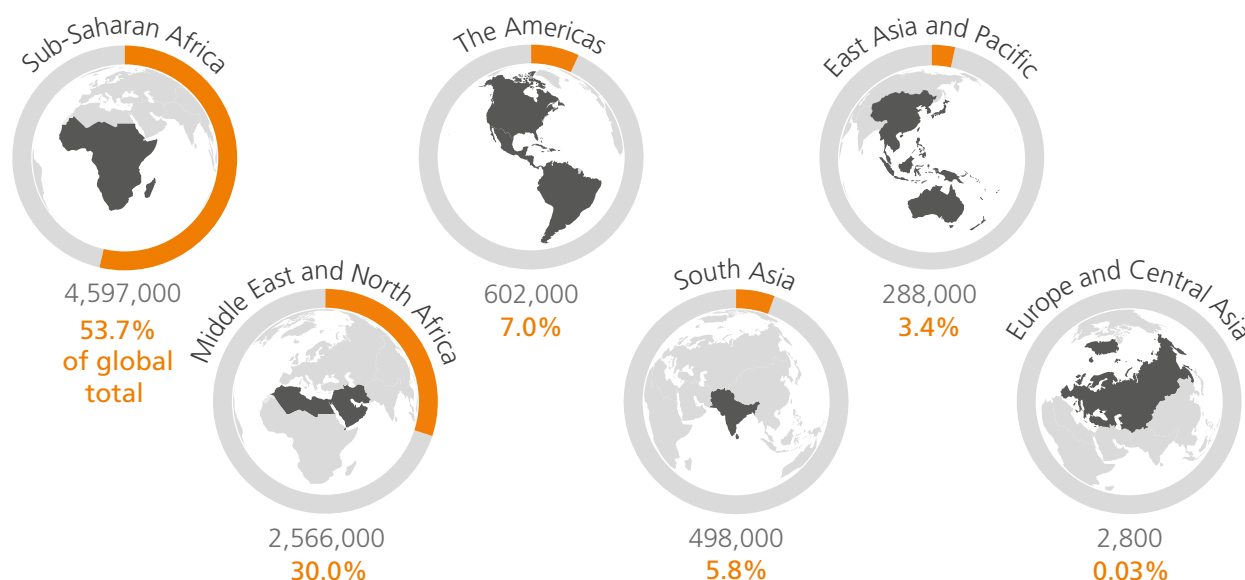 Sub-Saharan Africa
4,597,000
53.7%
of global
total
Middle East and North Africa
2,566,000
30.0%
The Americas
602,000
7.0%
South Asia
498,000
5.8%
East Asia and Pacific
288,000
3.4%
Europe and Central Asia
2,800
0.03%